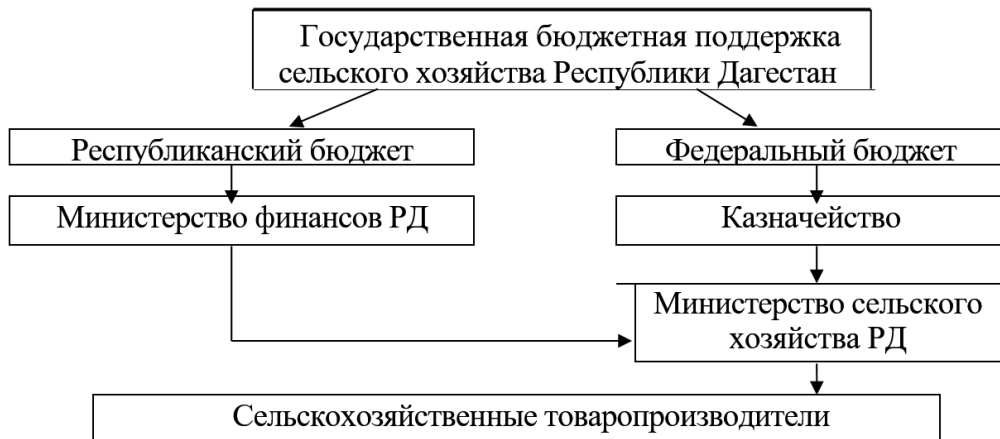 Государственная бюджетная поддержка
сельского хозяйства Республики Дагестан
Республиканский бюджет
Федеральный бюджет
Министерство финансов РД
Казначейство
Министерство сельского
хозяйства РД
Сельскохозяйственные товаропроизводители